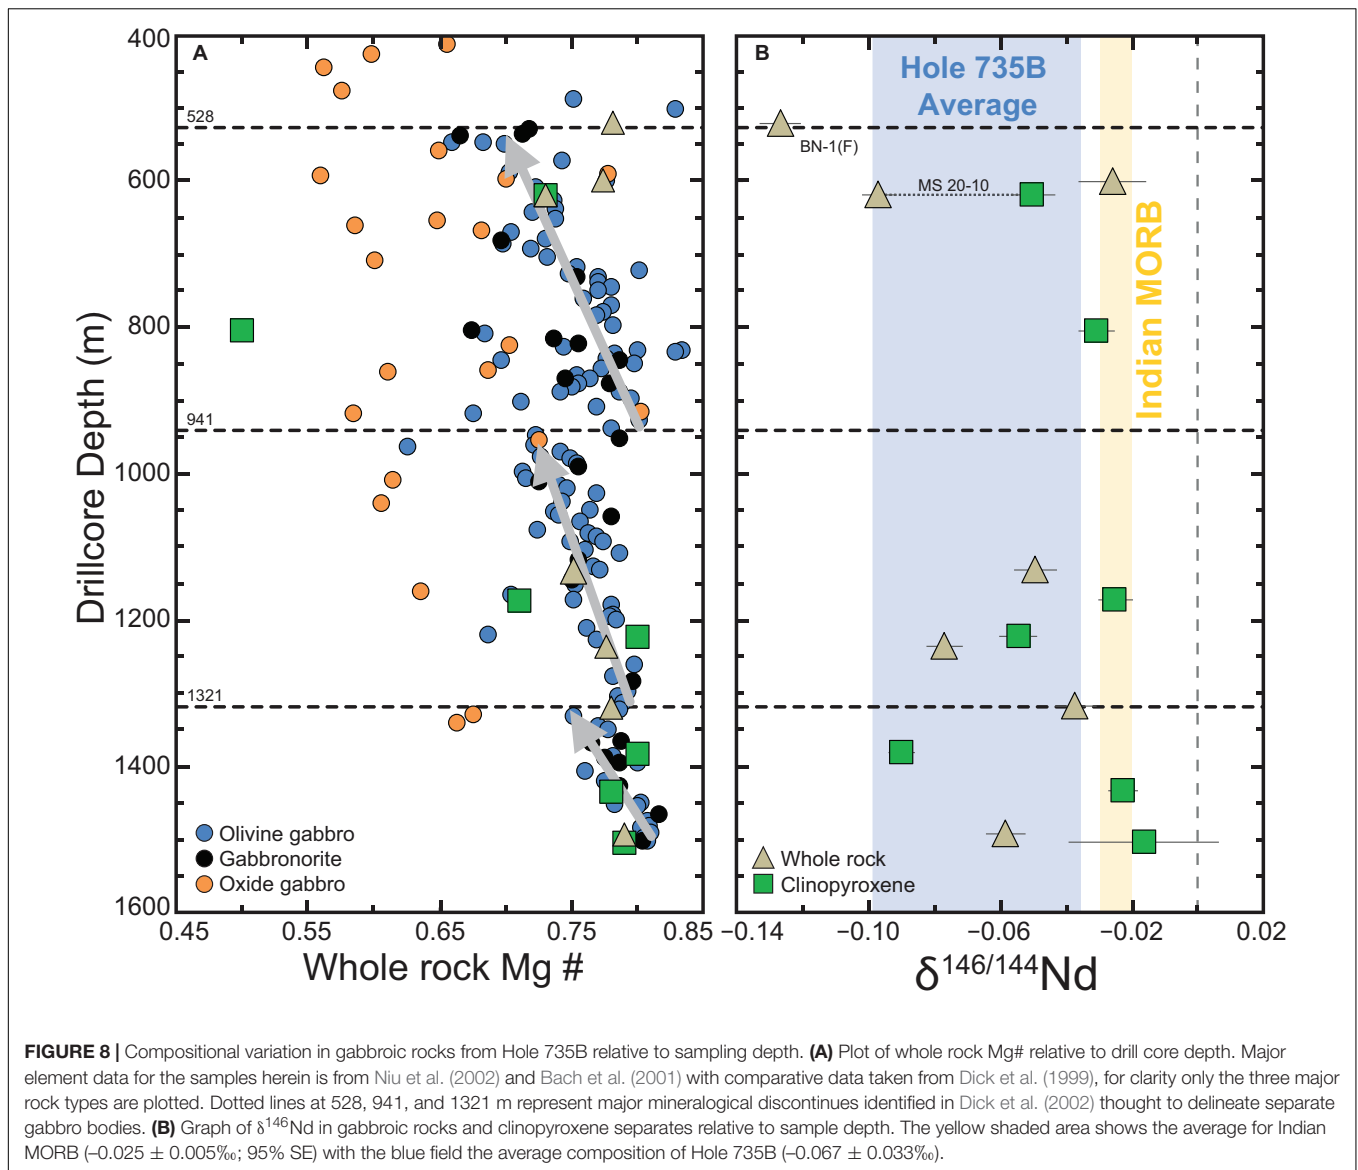 A
400
600
800
1000
1200
1400
1600
Drillcore Depth (m)
528
941
1321
Olivine gabbro
Gabbronorite
Oxide gabbro
0.45
0.55
0.65
0.75
0.85
Whole rock Mg #
B
Hole 735B
Average
Indian MORB
BN-1(F)
MS 20-10
Whole rock
Clinopyroxene
−0.14
−0.10
−0.06
−0.02
0.02
δ146/144Nd
FIGURE 8 | Compositional variation in gabbroic rocks from Hole 735B relative to sampling depth. (A) Plot of whole rock Mg# relative to drill core depth. Major
element data for the samples herein is from Niu et al. (2002) and Bach et al. (2001) with comparative data taken from Dick et al. (1999), for clarity only the three major
rock types are plotted. Dotted lines at 528, 941, and 1321 m represent major mineralogical discontinues identified in Dick et al. (2002) thought to delineate separate
gabbro bodies. (B) Graph of δ146Nd in gabbroic rocks and clinopyroxene separates relative to sample depth. The yellow shaded area shows the average for Indian
MORB (–0.025 ± 0.005‰; 95% SE) with the blue field the average composition of Hole 735B (–0.067 ± 0.033‰).